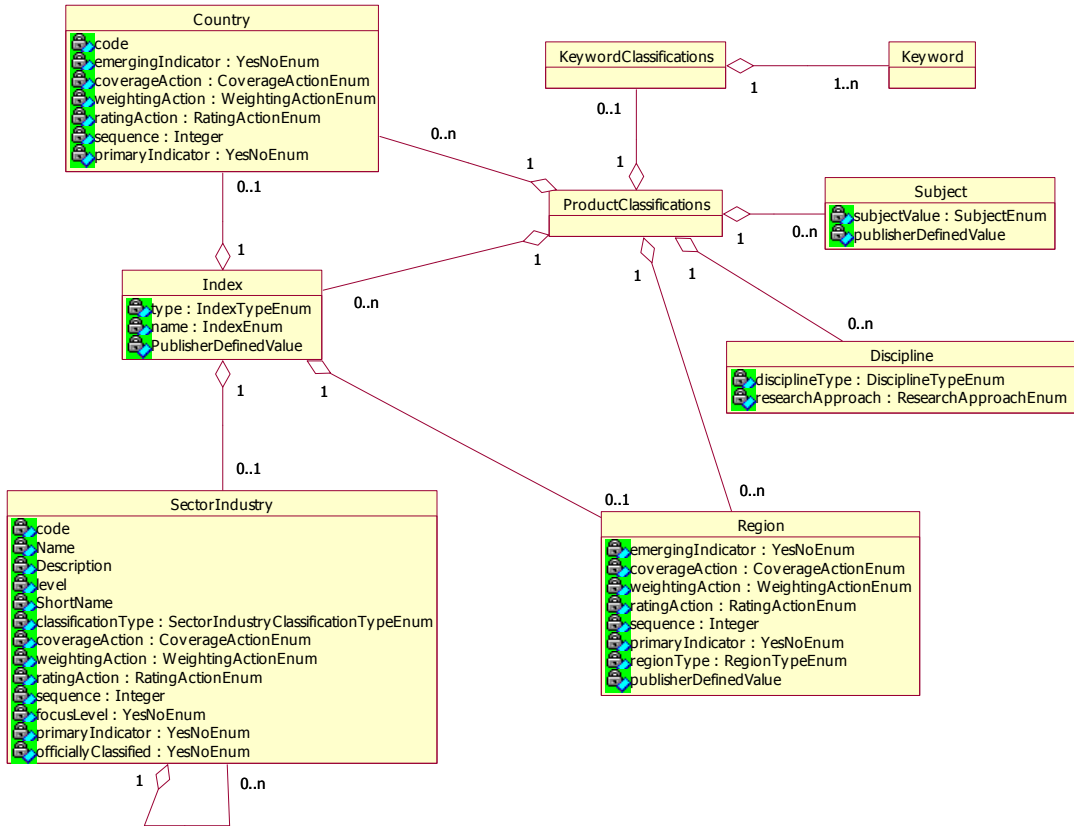 Country
code
emergingIndicator : YesNoEnum
coverageAction : CoverageActionEnum
weightingAction : WeightingActionEnum
ratingAction : RatingActionEnum
sequence : Integer
primaryIndicator : YesNoEnum
KeywordClassifications
Keyword
1
1..n
0..1
0..n
1
1
ProductClassifications
Subject
subjectValue : SubjectEnum
publisherDefinedValue
1
0..n
0..1
1
1
0..n
1
1
Index
type : IndexTypeEnum
name : IndexEnum
PublisherDefinedValue
0..n
Discipline
disciplineType : DisciplineTypeEnum
researchApproach : ResearchApproachEnum
1
1
0..1
0..1
0..n
SectorIndustry
code
Name
Description
level
ShortName
classificationType : SectorIndustryClassificationTypeEnum
coverageAction : CoverageActionEnum
weightingAction : WeightingActionEnum
ratingAction : RatingActionEnum
sequence : Integer
focusLevel : YesNoEnum
primaryIndicator : YesNoEnum
officiallyClassified : YesNoEnum
Region
emergingIndicator : YesNoEnum
coverageAction : CoverageActionEnum
weightingAction : WeightingActionEnum
ratingAction : RatingActionEnum
sequence : Integer
primaryIndicator : YesNoEnum
regionType : RegionTypeEnum
publisherDefinedValue
1
0..n